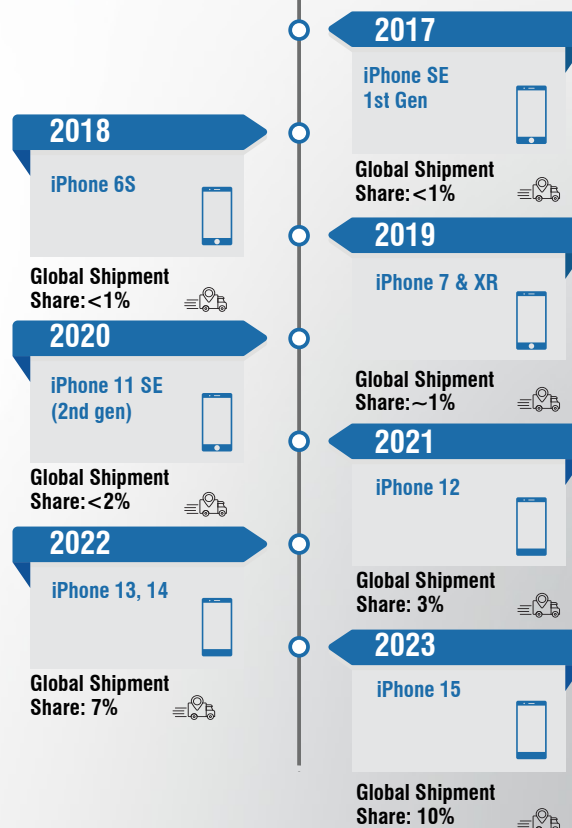 2017
iPhone SE
1st Gen
Global Shipment
Share:<1%
2018
iPhone 6S
Global Shipment
Share:<1%
2019
iPhone 7 & XR
Global Shipment
Share:~1%
2020
iPhone 11 SE
(2nd gen)
Global Shipment
Share:<2%
2021
iPhone 12
Global Shipment
Share: 3%
2022
iPhone 13, 14
Global Shipment
Share: 7%
2023
iPhone 15
Global Shipment
Share: 10%